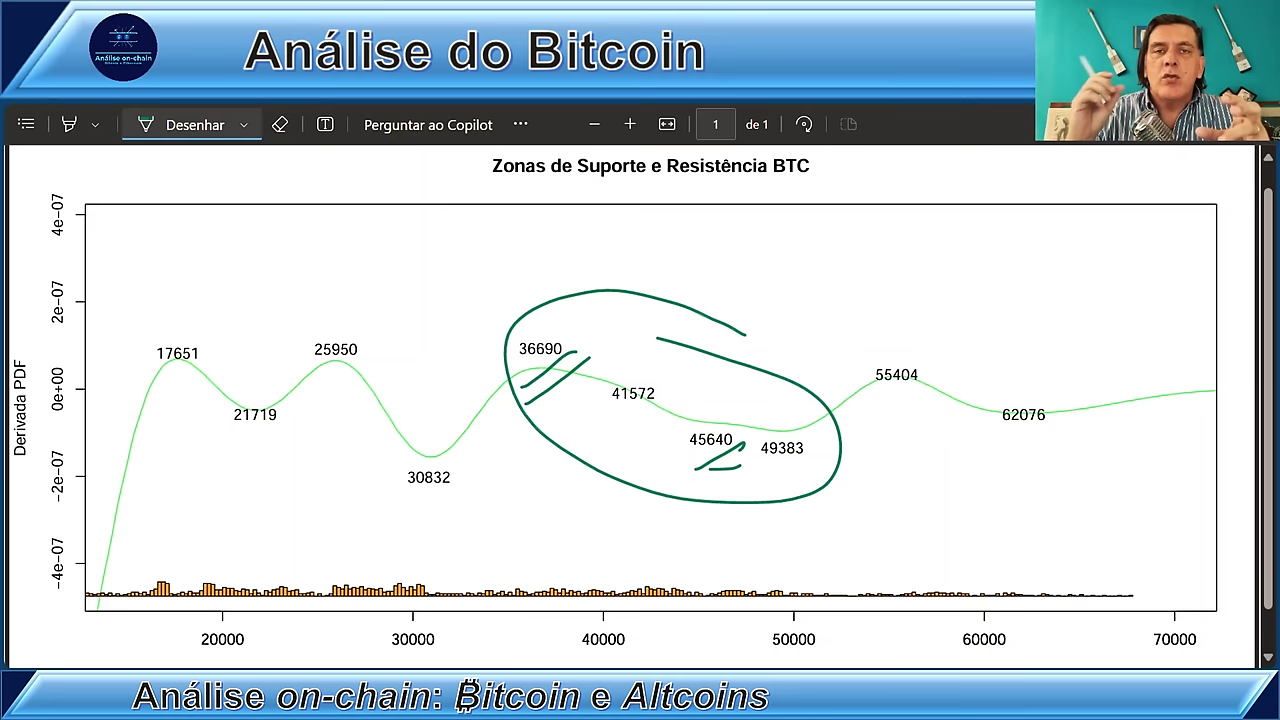 Análise on-chain
Análise do Bitcoin
Desenhar
Perguntar ao Copilot
1
de 1
Zonas de Suporte e Resistência BTC
Derivada PDF
4e-07
2e-07
0e+00
−2e-07
−4e-07
17651
21719
25950
30832
36690
41572
45640
49383
55404
62076
20000
30000
40000
50000
60000
70000
Análise on-chain: ₿itcoin e Altcoins